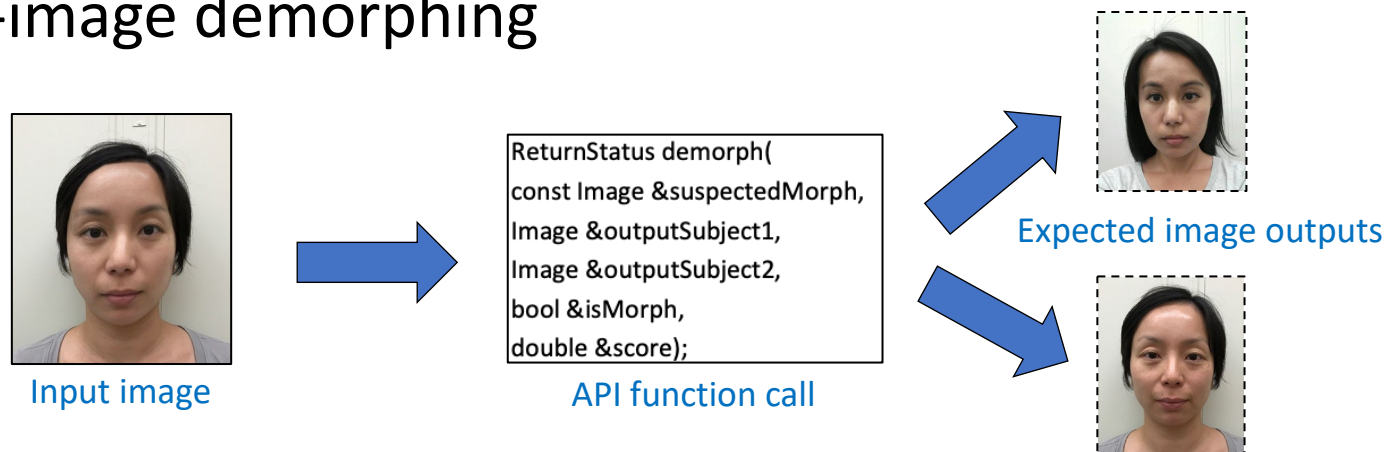 -image demorphing
ReturnStatus demorph(
const Image &suspectedMorph,
Image &outputSubject1,
Image &outputSubject2,
bool &isMorph,
double &score);
Input image
API function call
Expected image outputs